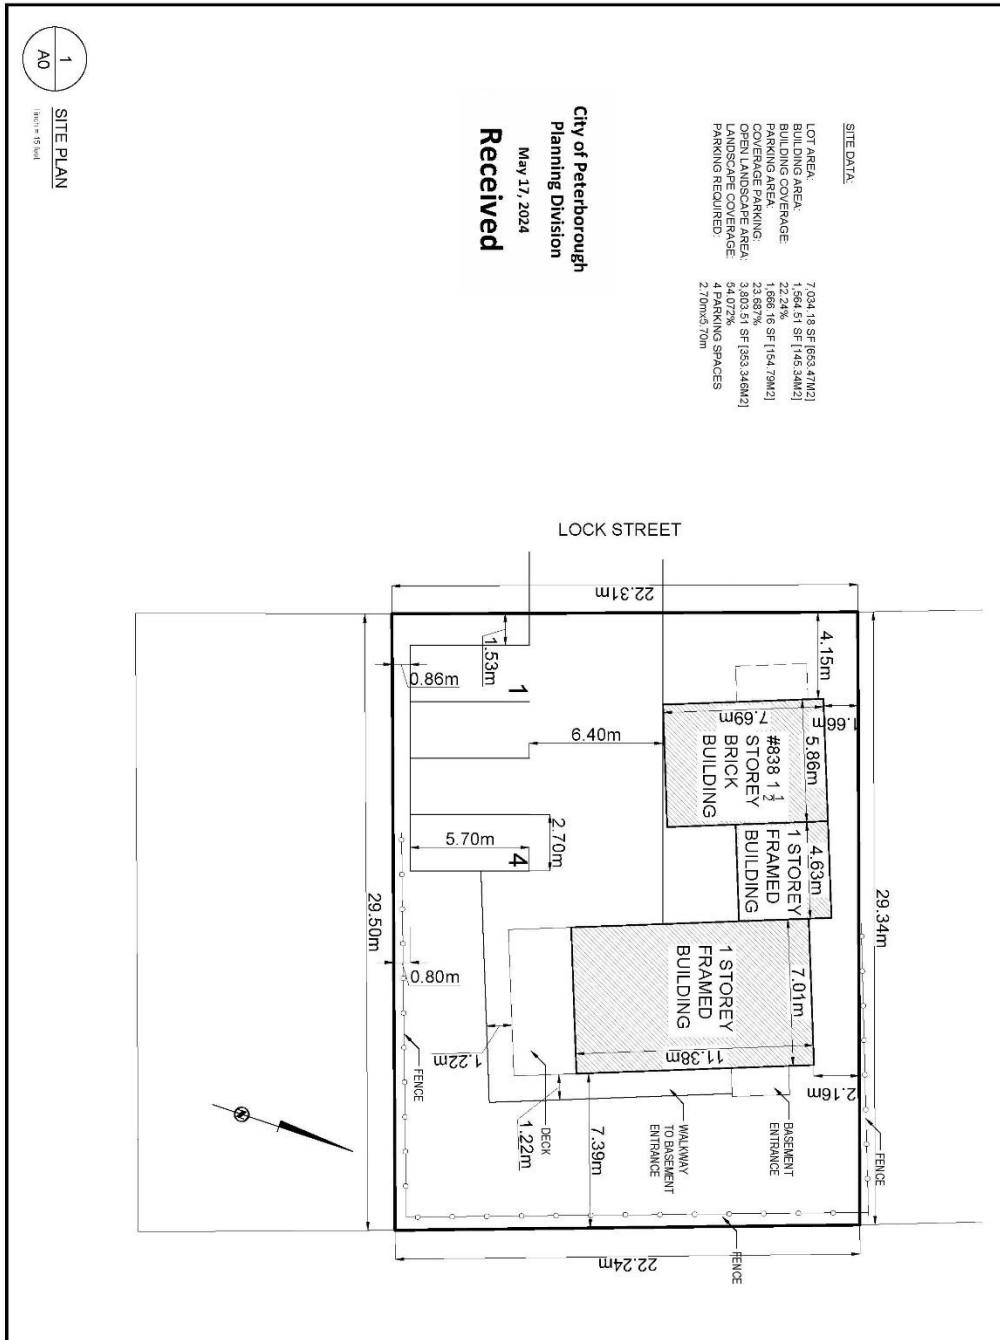 SITE DATA:
LOT AREA: 7,034.18 SF [653.47M2]
BUILDING AREA: 1,564.51 SF [145.34M2]
BUILDING COVERAGE: 22.24%
PARKING AREA: 1,666.16 SF [154.79M2]
COVERAGE PARKING: 23.687%
OPEN LANDSCAPE AREA: 3,803.51 SF [353.346M2]
LANDSCAPE COVERAGE: 54.072%
PARKING REQUIRED: 4 PARKING SPACES
2.70mx5.70m
City of Peterborough
Planning Division
May 17, 2024
Received
1
A0
SITE PLAN
1 inch = 15 feet
LOCK STREET
22.31m
4.15m
1.53m
0.86m
1
1.66m
7.69m
5.86m
#838 1 1/2
STOREY
BRICK
BUILDING
6.40m
2.70m
5.70m
4
4.63m
1 STOREY
FRAMED
BUILDING
29.34m
29.50m
0.80m
7.01m
1 STOREY
FRAMED
BUILDING
11.38m
1.22m
2.16m
FENCE
DECK
1.22m
7.39m
WALKWAY
TO BASEMENT
ENTRANCE
BASEMENT
ENTRANCE
FENCE
N
FENCE
22.24m